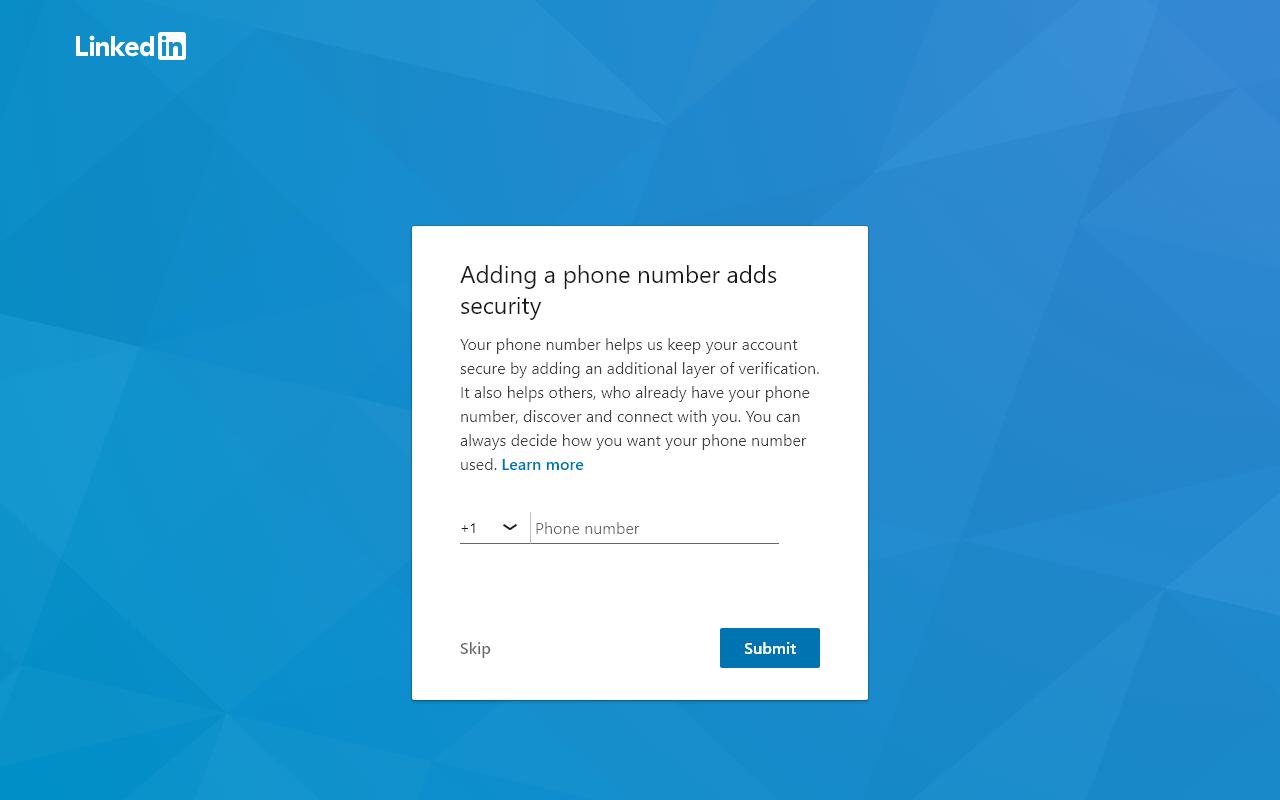 LinkedIn
Adding a phone number adds
security
Your phone number helps us keep your account
secure by adding an additional layer of verification.
It also helps others, who already have your phone
number, discover and connect with you. You can
always decide how you want your phone number
used. Learn more
+1 Phone number
Skip Submit